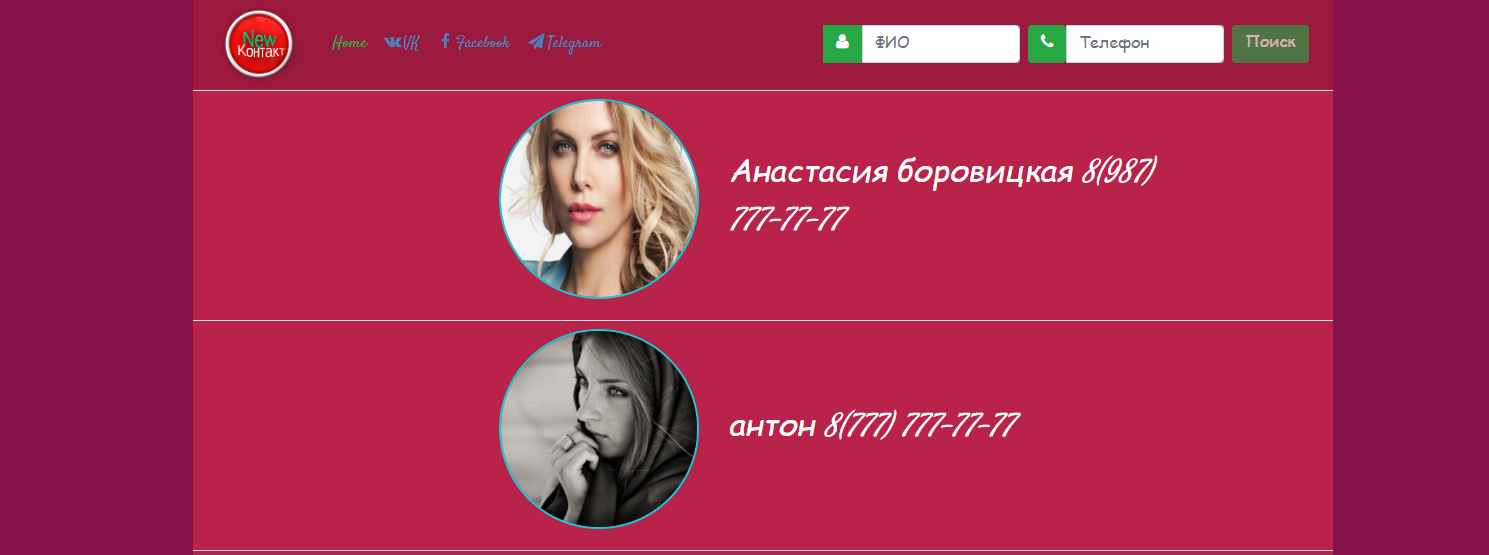 New
Контакт
Home VK Facebook Telegram ФИО Телефон Поиск
Анастасия боровицкая 8(987)
777-77-77
антон 8(777) 777-77-77